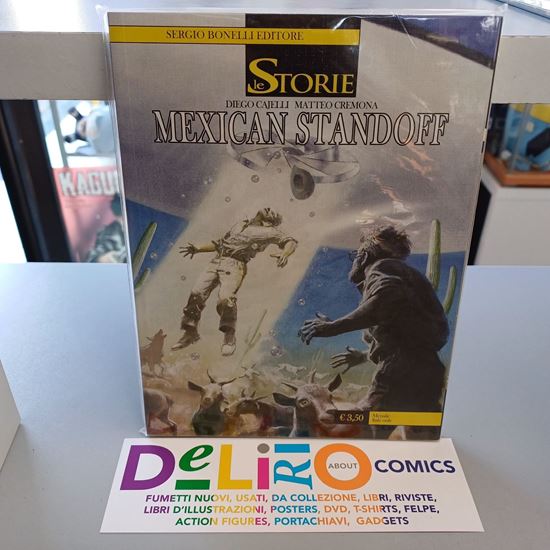 SERGIO BONELLI EDITORE
le STORIE
DIEGO CAJELLI MATTEO CREMONA
MEXICAN STANDOFF
KAGU
€ 3,50
Mensile
DeLiRiO ABOUT COMICS
FUMETTI NUOVI, USATI, DA COLLEZIONE, LIBRI, RIVISTE,
LIBRI D'ILLUSTRAZIONI, POSTERS, DVD, T-SHIRTS, FELPE,
ACTION FIGURES, PORTACHIAVI, GADGETS